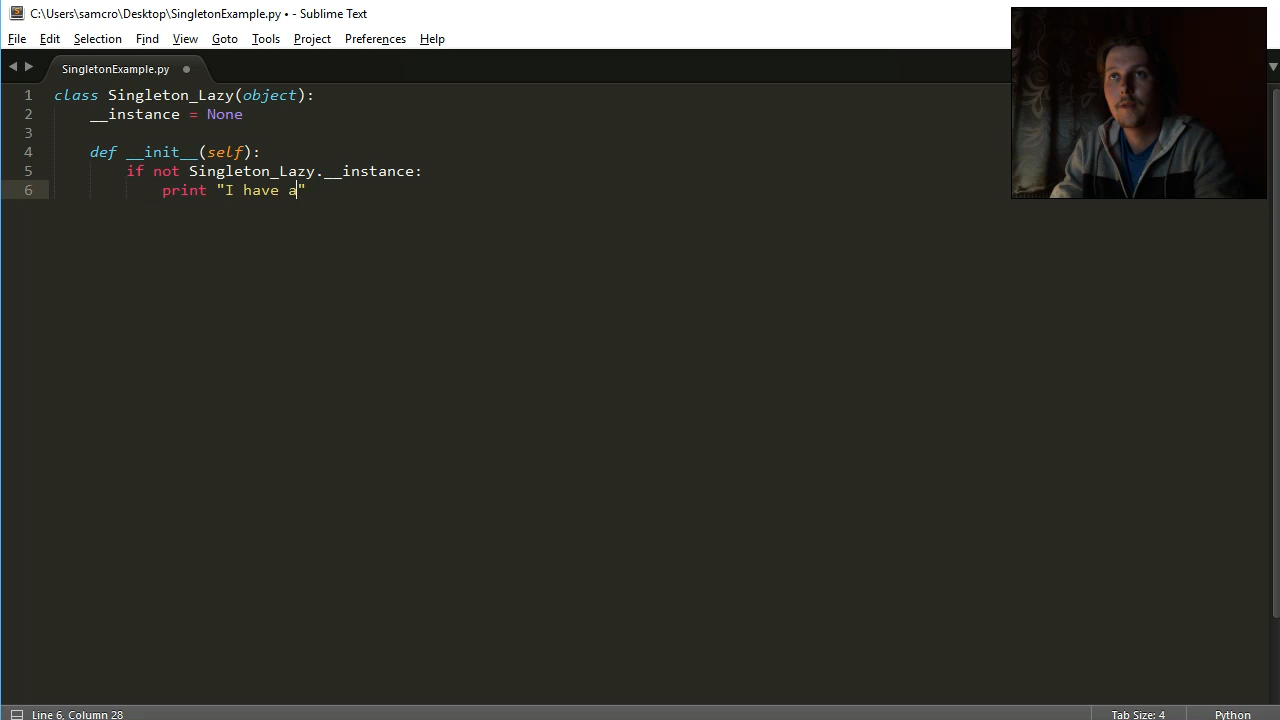 C:\Users\samcro\Desktop\SingletonExample.py • - Sublime Text
File Edit Selection Find View Goto Tools Project Preferences Help
SingletonExample.py
1 class Singleton_Lazy(object):
2 __instance = None
3
4 def __init__(self):
5 if not Singleton_Lazy.__instance:
6 print "I have a"
Line 6, Column 28 Tab Size: 4 Python